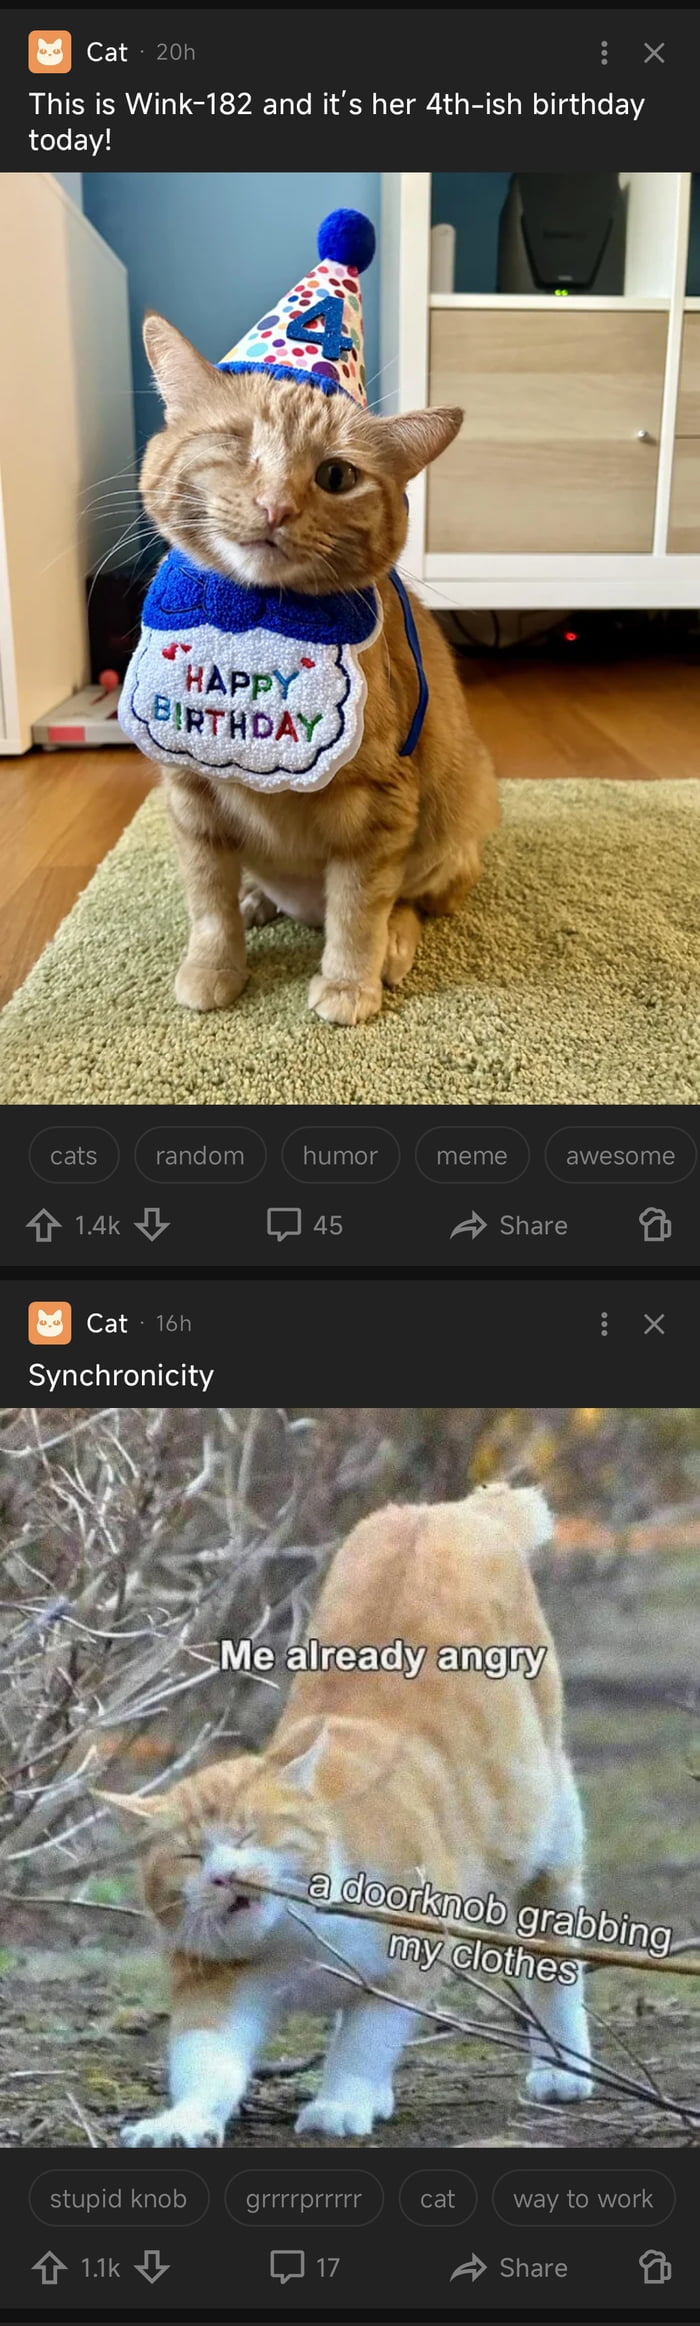 Cat · 20h
This is Wink-182 and it's her 4th-ish birthday
today!
4
HAPPY
BIRTHDAY
cats random humor meme awesome
1.4k 45 Share
Cat · 16h
Synchronicity
Me already angry
a doorknob grabbing
my clothes
stupid knob grrrrprrrrr cat way to work
1.1k 17 Share